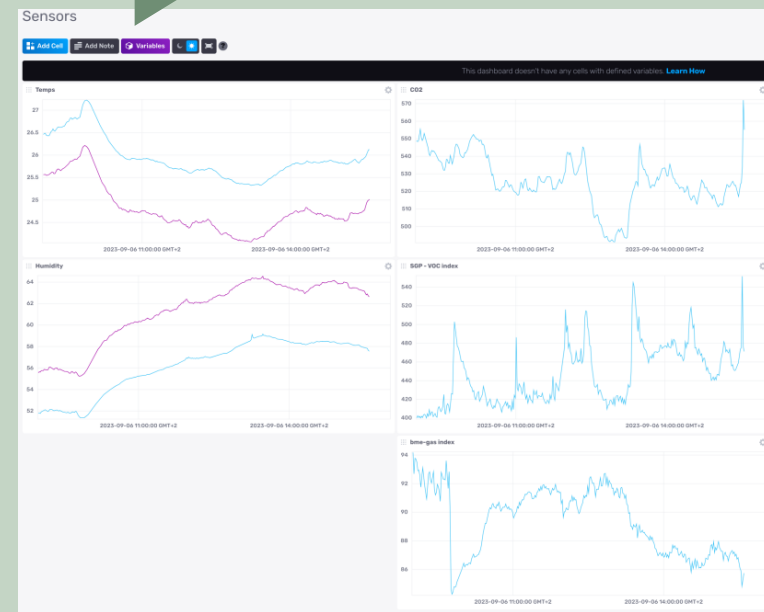 Sensors
Add Cell Add Note Variables ?
This dashboard doesn't have any cells with defined variables. Learn How
Temps
27
26.5
26
25.5
25
24.5
2023-09-06 11:00:00 GMT+2 2023-09-06 14:00:00 GMT+2
CO2
570
560
550
540
530
520
510
500
2023-09-06 11:00:00 GMT+2 2023-09-06 14:00:00 GMT+2
Humidity
64
62
60
58
56
54
52
2023-09-06 11:00:00 GMT+2 2023-09-06 14:00:00 GMT+2
SGP - VOC index
540
520
500
480
460
440
420
400
2023-09-06 11:00:00 GMT+2 2023-09-06 14:00:00 GMT+2
bme-gas index
94
92
90
88
86
2023-09-06 11:00:00 GMT+2 2023-09-06 14:00:00 GMT+2